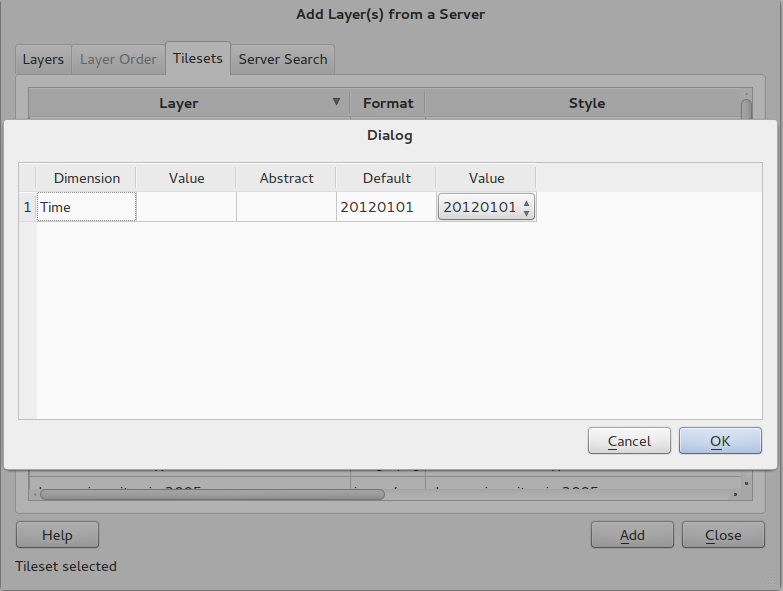 Add Layer(s) from a Server
Layers Layer Order Tilesets Server Search
Layer Format Style
Dialog
Dimension Value Abstract Default Value
1 Time 20120101 20120101
Cancel OK
Help Add Close
Tileset selected